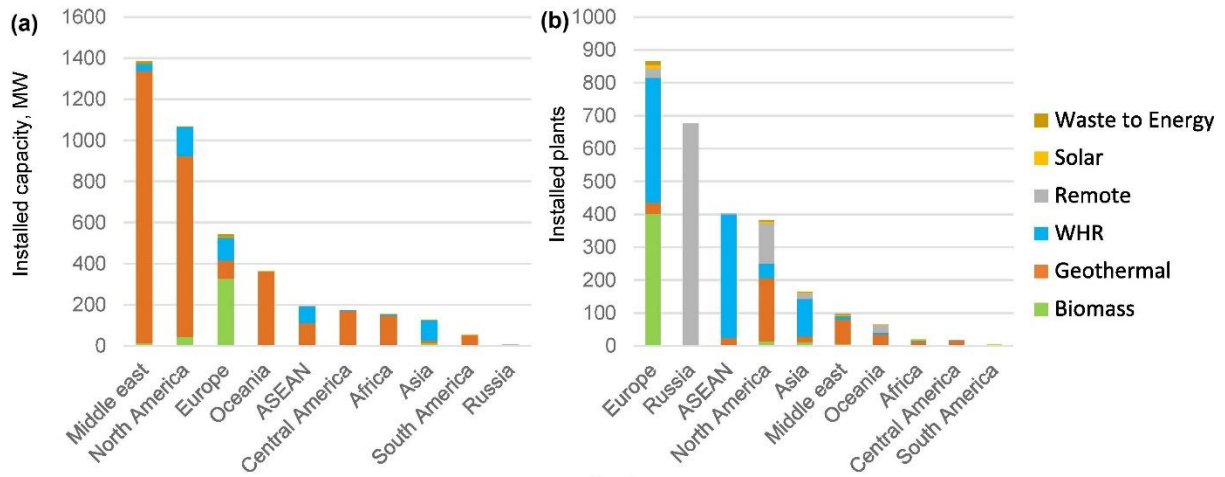 (a)
Installed capacity, MW
1600
1400
1200
1000
800
600
400
200
0
Middle east
North America
Europe
Oceania
ASEAN
Central America
Africa
Asia
South America
Russia
(b)
Installed plants
1000
900
800
700
600
500
400
300
200
100
0
Europe
Russia
ASEAN
North America
Asia
Middle east
Oceania
Africa
Central America
South America
Waste to Energy
Solar
Remote
WHR
Geothermal
Biomass